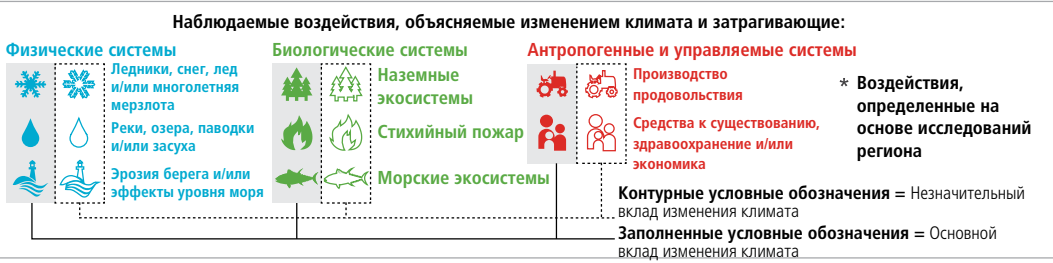 Наблюдаемые воздействия, объясняемые изменением климата и затрагивающие:
Физические системы
Ледники, снег, лед
и/или многолетняя
мерзлота
Реки, озера, паводки
и/или засуха
Эрозия берега и/или
эффекты уровня моря
Биологические системы
Наземные
экосистемы
Стихийный пожар
Морские экосистемы
Антропогенные и управляемые системы
Производство
продовольствия
Средства к существованию,
здравоохранение и/или
экономика
* Воздействия,
определенные на
основе исследований
региона
Контурные условные обозначения = Незначительный
вклад изменения климата
Заполненные условные обозначения = Основной
вклад изменения климата